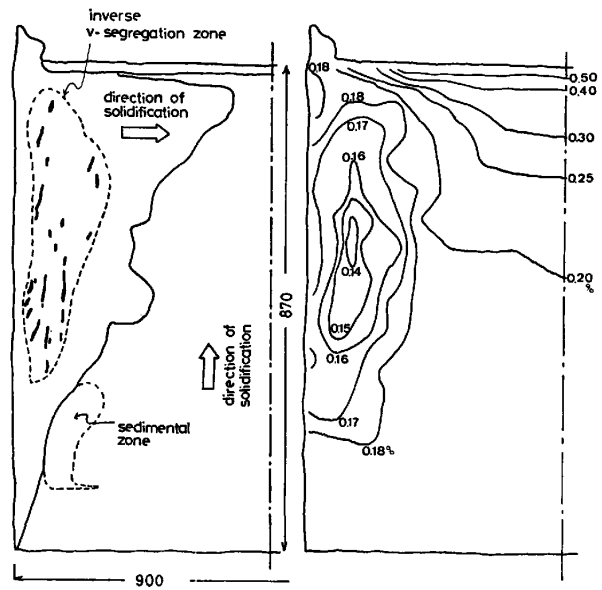 inverse
v-segregation zone
direction of
solidification
direction of
solidification
sedimental
zone
870
900
0.18
0.18
0.17
0.16
0.14
0.15
0.16
0.17
0.18%
0.50
0.40
0.30
0.25
0.20
%